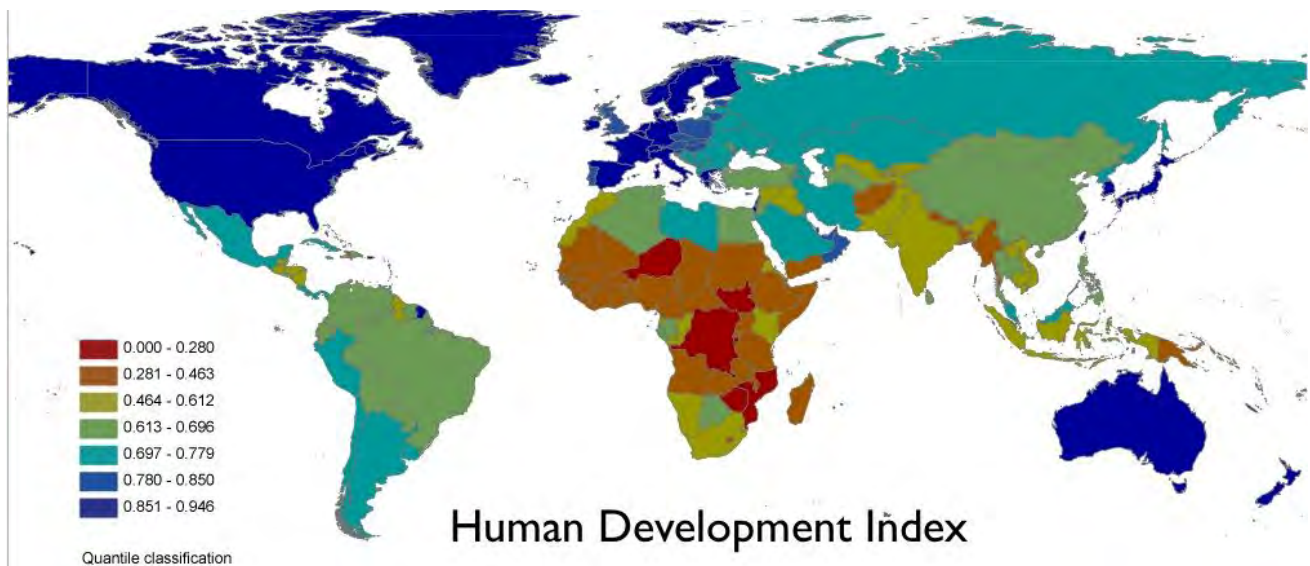 0.000 - 0.280
0.281 - 0.463
0.464 - 0.612
0.613 - 0.696
0.697 - 0.779
0.780 - 0.850
0.851 - 0.946
Human Development Index
Quantile classification